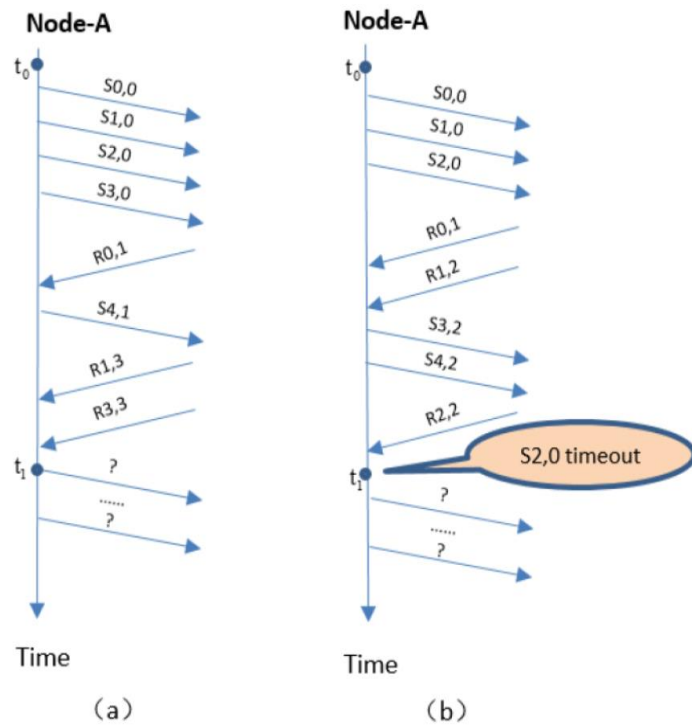 Node-A
t0
S0,0
S1,0
S2,0
S3,0
R0,1
S4,1
R1,3
R3,3
t1
?
......
?
Time
（a）
Node-A
t0
S0,0
S1,0
S2,0
R0,1
R1,2
S3,2
S4,2
R2,2
S2,0 timeout
t1
?
......
?
Time
（b）